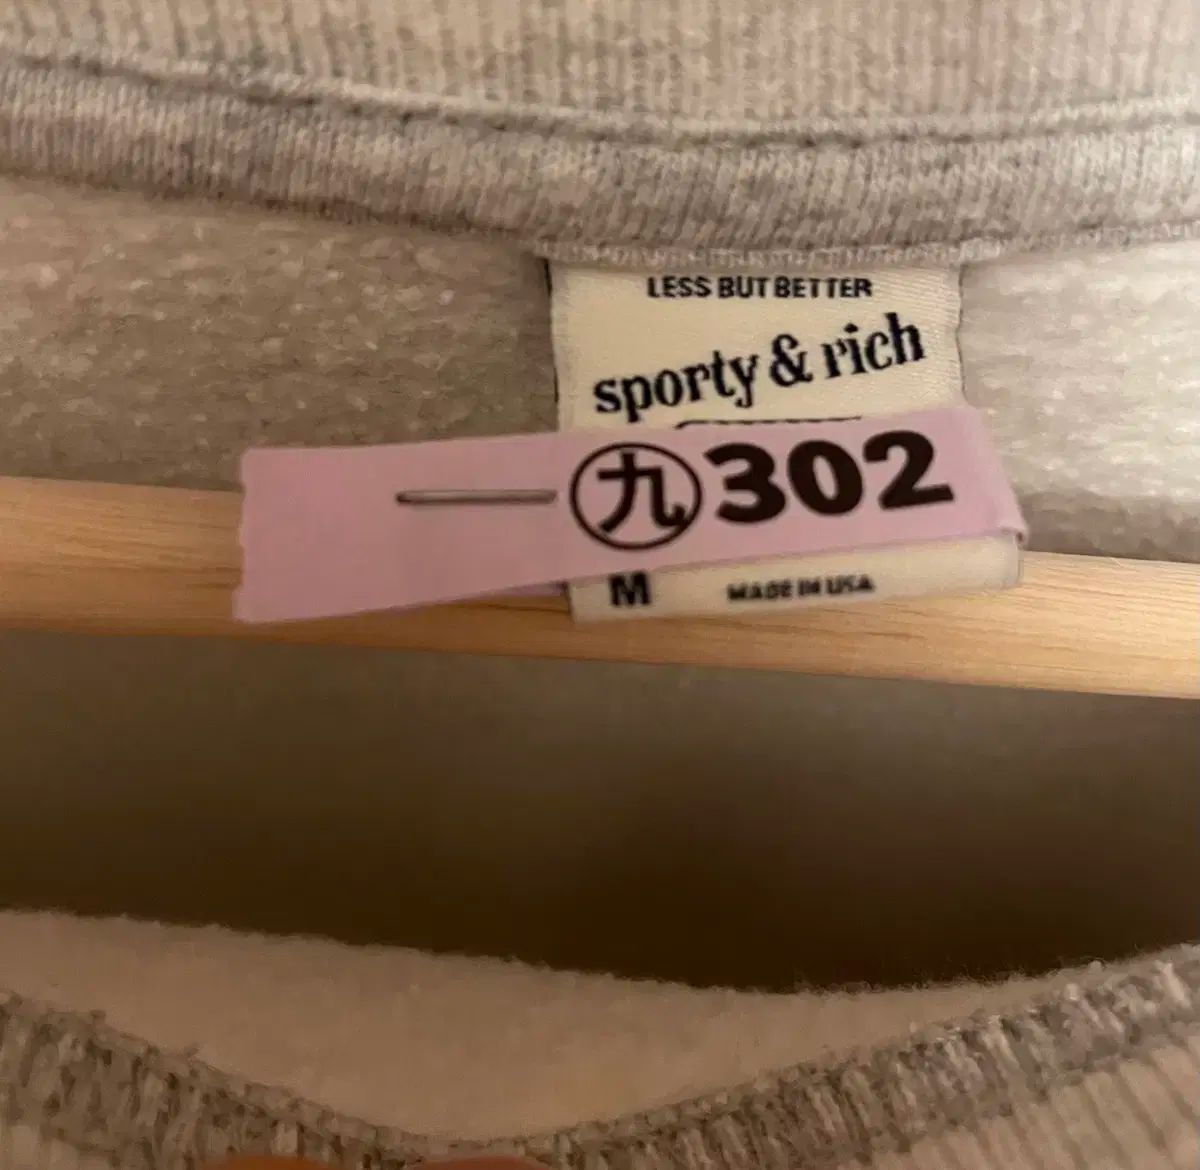 LESS BUT BETTER
sporty & rich
㊈302
M MADE IN USA